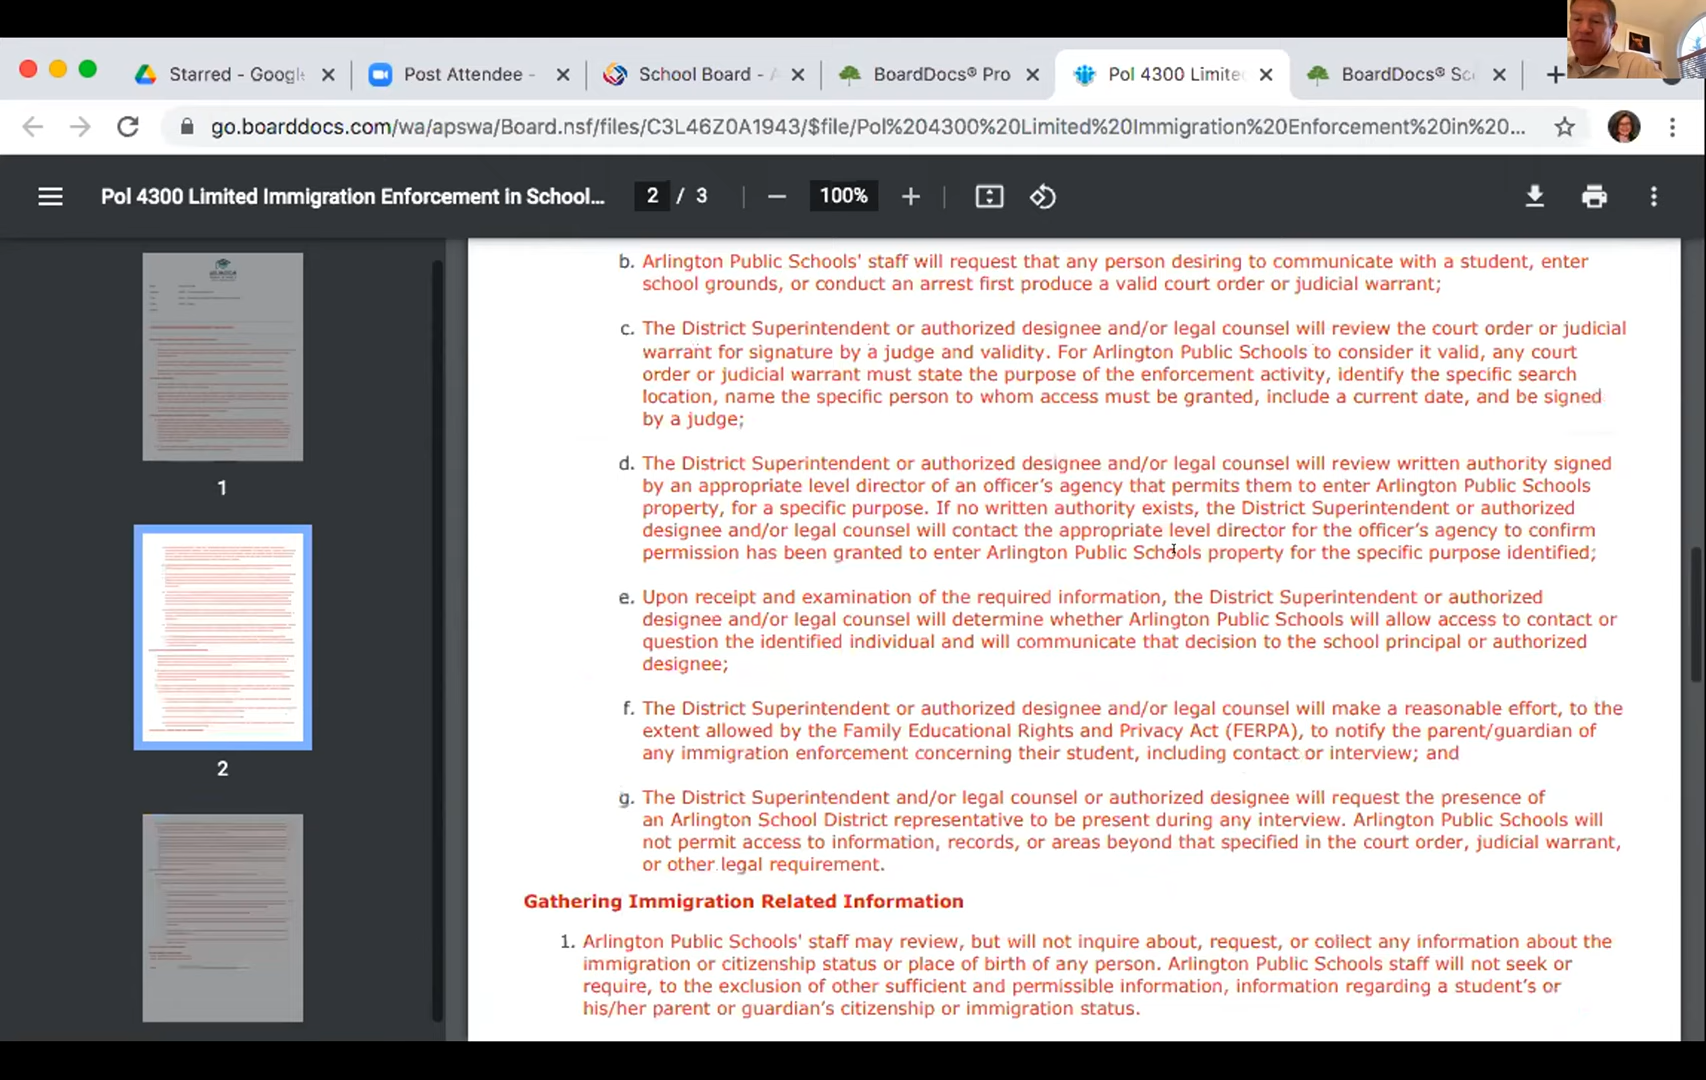 Starred - Googl
Post Attendee -
School Board - A
BoardDocs® Pro
Pol 4300 Limite
BoardDocs® Sc
go.boarddocs.com/wa/apswa/Board.nsf/files/C3L46Z0A1943/$file/Pol%204300%20Limited%20Immigration%20Enforcement%20in%20...
Pol 4300 Limited Immigration Enforcement in School...
2 / 3
100%
1
2
b. Arlington Public Schools' staff will request that any person desiring to communicate with a student, enter
school grounds, or conduct an arrest first produce a valid court order or judicial warrant;
c. The District Superintendent or authorized designee and/or legal counsel will review the court order or judicial
warrant for signature by a judge and validity. For Arlington Public Schools to consider it valid, any court
order or judicial warrant must state the purpose of the enforcement activity, identify the specific search
location, name the specific person to whom access must be granted, include a current date, and be signed
by a judge;
d. The District Superintendent or authorized designee and/or legal counsel will review written authority signed
by an appropriate level director of an officer's agency that permits them to enter Arlington Public Schools
property, for a specific purpose. If no written authority exists, the District Superintendent or authorized
designee and/or legal counsel will contact the appropriate level director for the officer's agency to confirm
permission has been granted to enter Arlington Public Schools property for the specific purpose identified;
e. Upon receipt and examination of the required information, the District Superintendent or authorized
designee and/or legal counsel will determine whether Arlington Public Schools will allow access to contact or
question the identified individual and will communicate that decision to the school principal or authorized
designee;
f. The District Superintendent or authorized designee and/or legal counsel will make a reasonable effort, to the
extent allowed by the Family Educational Rights and Privacy Act (FERPA), to notify the parent/guardian of
any immigration enforcement concerning their student, including contact or interview; and
g. The District Superintendent and/or legal counsel or authorized designee will request the presence of
an Arlington School District representative to be present during any interview. Arlington Public Schools will
not permit access to information, records, or areas beyond that specified in the court order, judicial warrant,
or other legal requirement.
Gathering Immigration Related Information
1. Arlington Public Schools' staff may review, but will not inquire about, request, or collect any information about the
immigration or citizenship status or place of birth of any person. Arlington Public Schools staff will not seek or
require, to the exclusion of other sufficient and permissible information, information regarding a student's or
his/her parent or guardian's citizenship or immigration status.